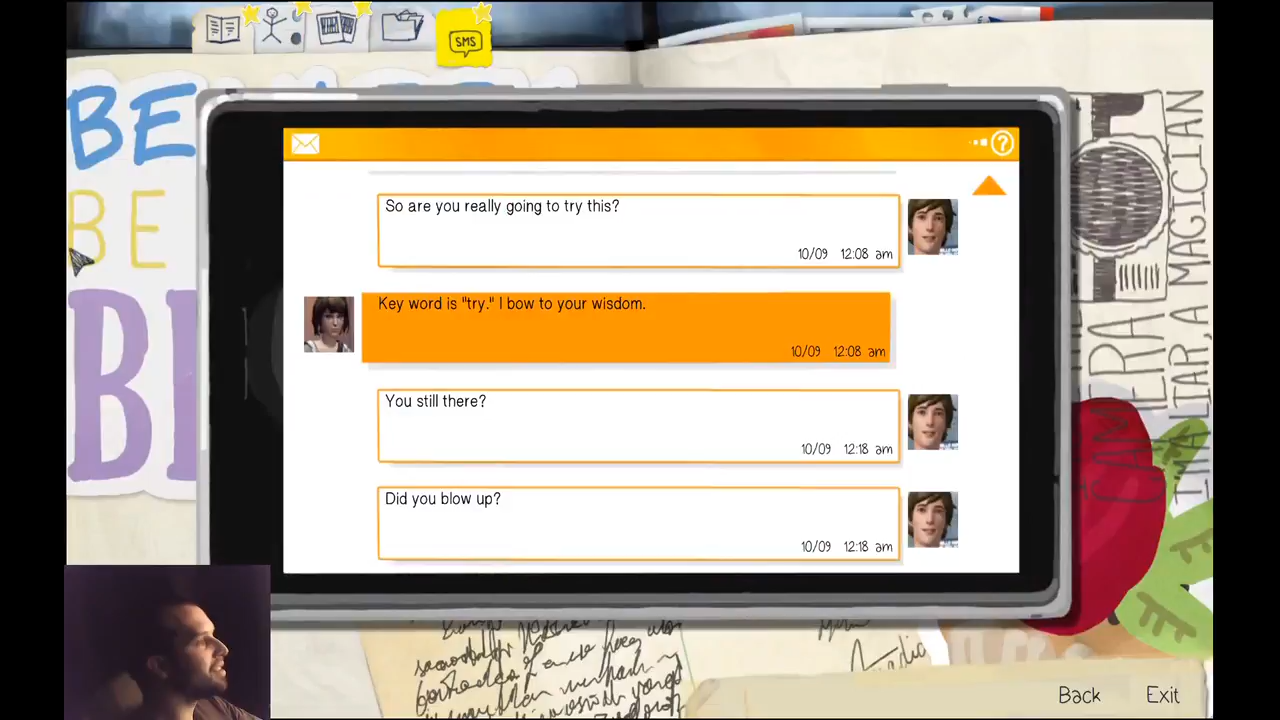 SMS
BE
BE
So are you really going to try this?
10/09 12:08 am
Key word is "try." I bow to your wisdom.
10/09 12:08 am
You still there?
10/09 12:18 am
Did you blow up?
10/09 12:18 am
CAMERA
A MAGICIAN
Back
Exit